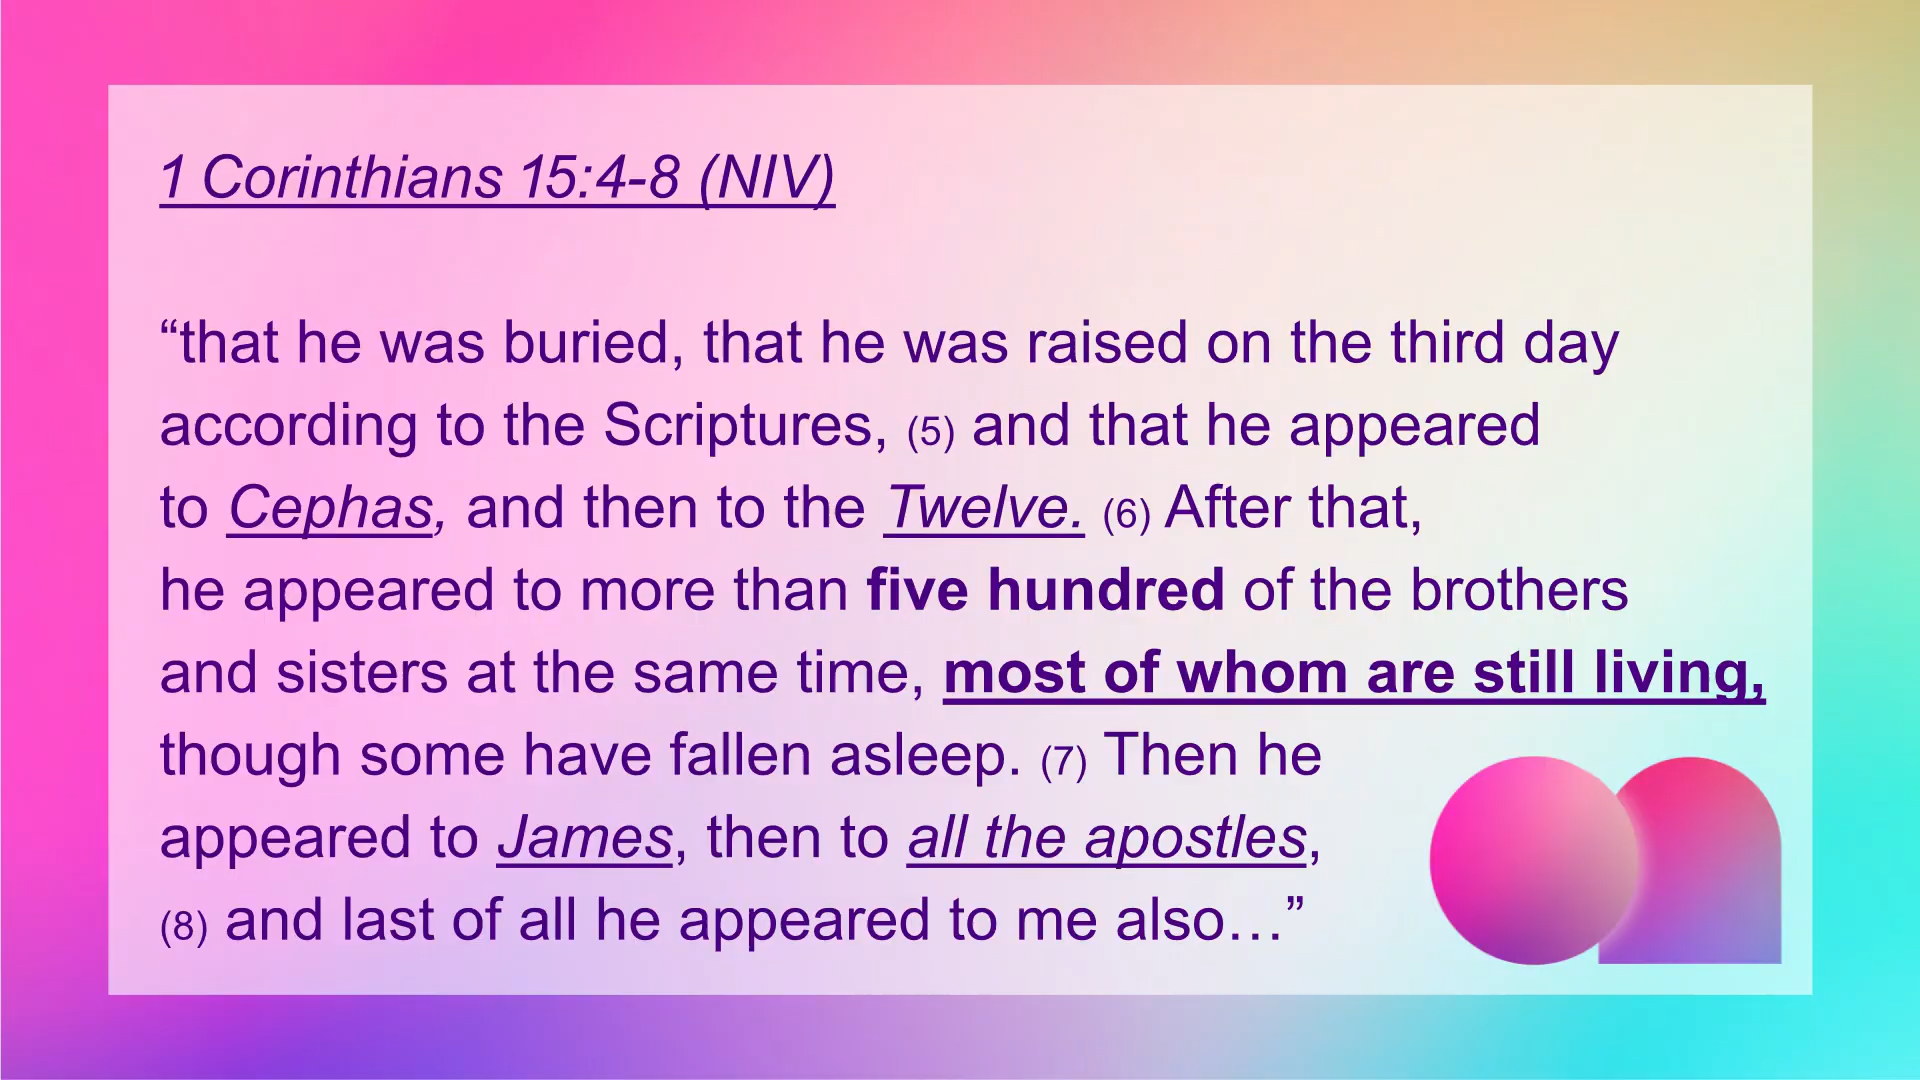 1 Corinthians 15:4-8 (NIV)
“that he was buried, that he was raised on the third day
according to the Scriptures, (5) and that he appeared
to Cephas, and then to the Twelve. (6) After that,
he appeared to more than five hundred of the brothers
and sisters at the same time, most of whom are still living,
though some have fallen asleep. (7) Then he
appeared to James, then to all the apostles,
(8) and last of all he appeared to me also…”